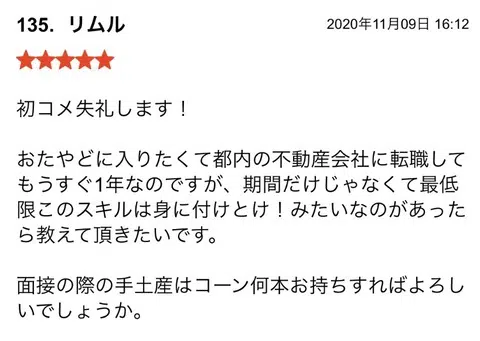 135. リムル
2020年11月09日 16:12
★★★★★
初コメ失礼します！
おたやどに入りたくて都内の不動産会社に転職して
もうすぐ1年なのですが、期間だけじゃなくて最低
限このスキルは身に付けとけ！みたいなのがあった
ら教えて頂きたいです。
面接の際の手土産はコーン何本お持ちすればよろし
いでしょうか。